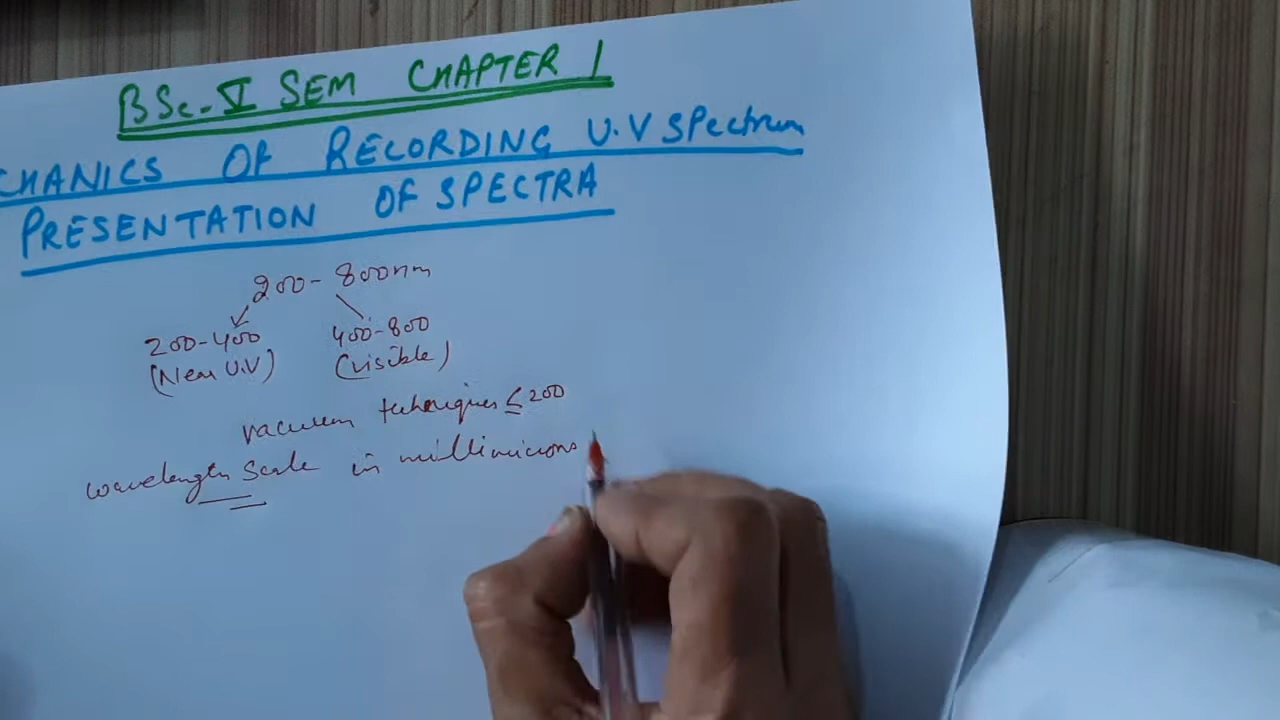 BSc-V SEM CHAPTER 1
CHANICS OF RECORDING U.V SPectrum
PRESENTATION OF SPECTRA
200-800nm
200-400 400-800
(Near U.V) (visible)
vacuum techniques ≤ 200
wavelength scale in millimicrons